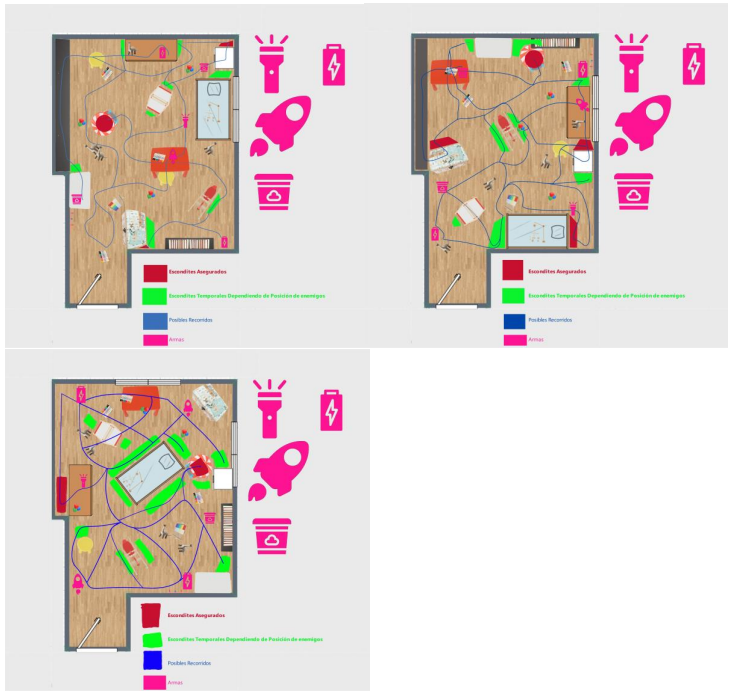 Escondites Asegurados
Escondites Temporales Dependiendo de Posición de enemigos
Posibles Recorridos
Armas
Escondites Asegurados
Escondites Temporales Dependiendo de Posición de enemigos
Posibles Recorridos
Armas
Escondites Asegurados
Escondites Temporales Dependiendo de Posición de enemigos
Posibles Recorridos
Armas